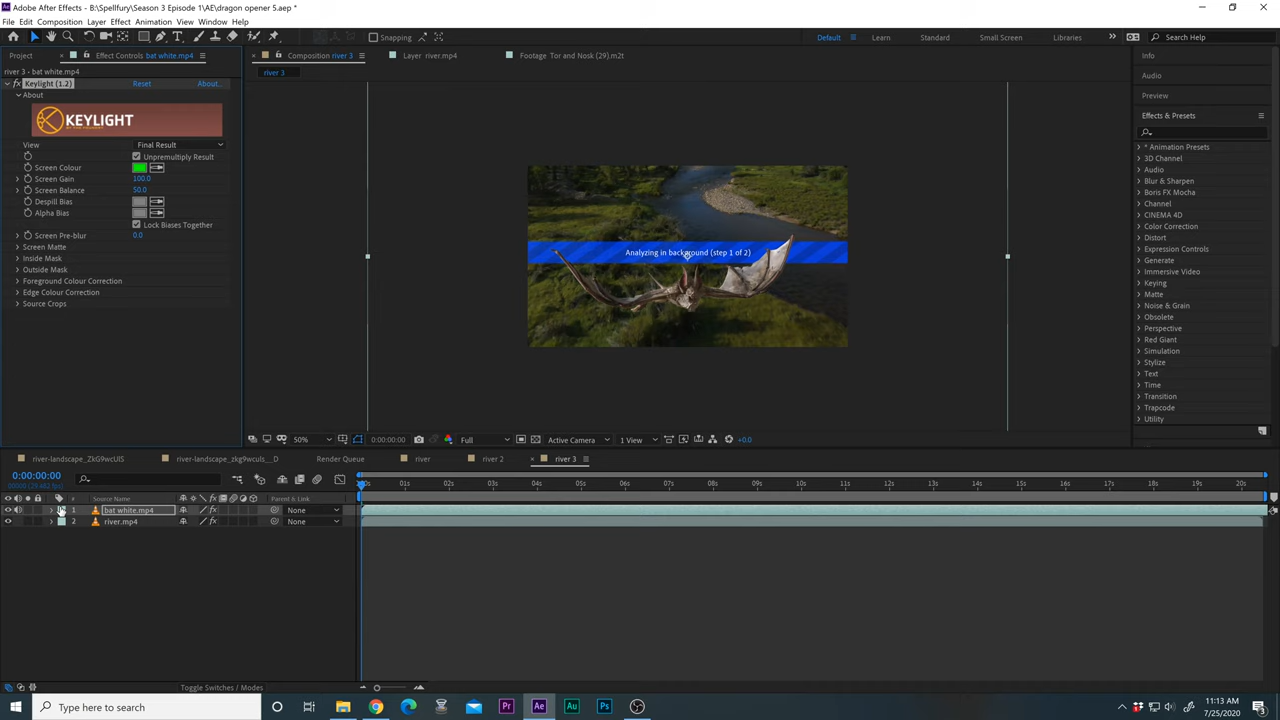 Adobe After Effects - B:\Spellfury\Season 3 Episode 1\AE\dragon opener 5.aep *
File Edit Composition Layer Effect Animation View Window Help
Snapping
Default Learn Standard Small Screen Libraries Search Help
Project Effect Controls bat white.mp4
Composition river 3 Layer river.mp4 Footage Tor and Nosk (29).m2t
river 3 • bat white.mp4
river 3
Keylight (1.2) Reset About...
About
KEYLIGHT
BY THE FOUNDRY
View Final Result
Unpremultiply Result
Screen Colour
Screen Gain 100.0
Screen Balance 50.0
Despill Bias
Alpha Bias
Lock Biases Together
Screen Pre-blur 0.0
Screen Matte
Inside Mask
Outside Mask
Foreground Colour Correction
Edge Colour Correction
Source Crops
Analyzing in background (step 1 of 2)
50% 0:00:00:00 Full Active Camera 1 View +0.0
Info
Audio
Preview
Effects & Presets
* Animation Presets
3D Channel
Audio
Blur & Sharpen
Boris FX Mocha
Channel
CINEMA 4D
Color Correction
Distort
Expression Controls
Generate
Immersive Video
Keying
Matte
Noise & Grain
Obsolete
Perspective
Red Giant
Simulation
Stylize
Text
Time
Transition
Trapcode
Utility
river-landscape_ZkG9wcUlS river-landscape_zkg9wculs__D Render Queue river river 2 river 3
0:00:00:00
# Source Name Parent & Link
1 bat white.mp4 None
2 river.mp4 None
01s 02s 03s 04s 05s 06s 07s 08s 09s 10s 11s 12s 13s 14s 15s 16s 17s 18s 19s 20s
Toggle Switches / Modes
Type here to search
Pr Ae Au Ps
11:13 AM
7/25/2020